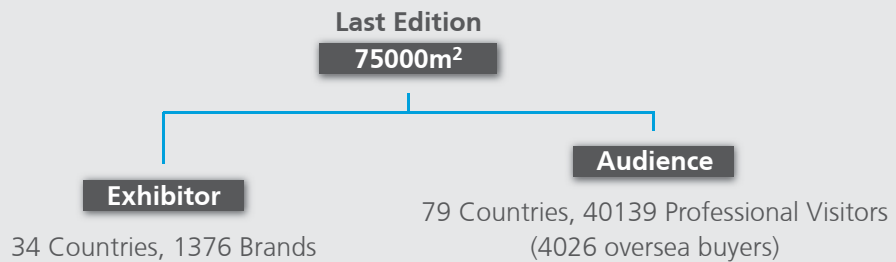 Last Edition
75000m²
Exhibitor
34 Countries, 1376 Brands
Audience
79 Countries, 40139 Professional Visitors
(4026 oversea buyers)